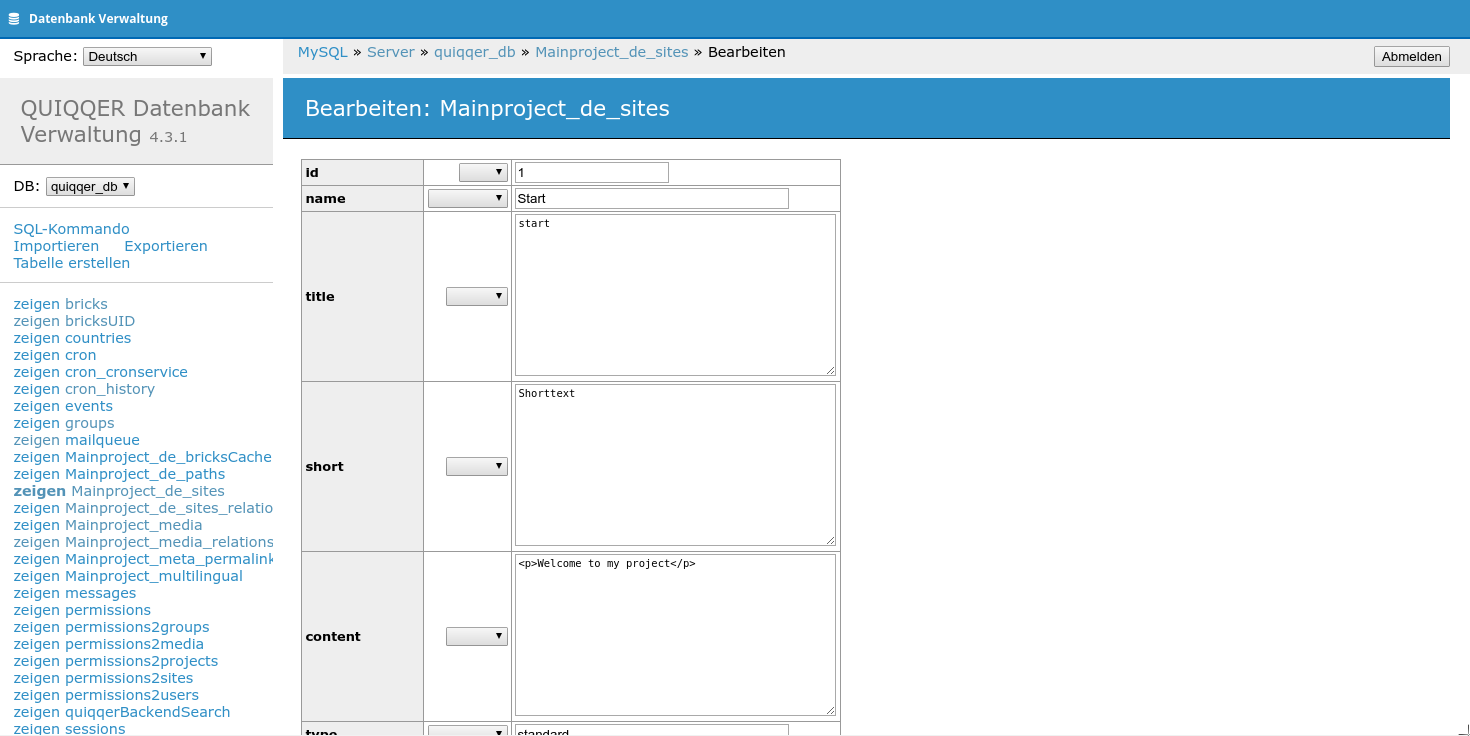 Datenbank Verwaltung
Sprache: Deutsch
MySQL » Server » quiqqer_db » Mainproject_de_sites » Bearbeiten
Abmelden
QUIQQER Datenbank
Verwaltung 4.3.1
Bearbeiten: Mainproject_de_sites
DB: quiqqer_db
SQL-Kommando
Importieren Exportieren
Tabelle erstellen
zeigen bricks
zeigen bricksUID
zeigen countries
zeigen cron
zeigen cron_cronservice
zeigen cron_history
zeigen events
zeigen groups
zeigen mailqueue
zeigen Mainproject_de_bricksCache
zeigen Mainproject_de_paths
zeigen Mainproject_de_sites
zeigen Mainproject_de_sites_relatio
zeigen Mainproject_media
zeigen Mainproject_media_relations
zeigen Mainproject_meta_permalink
zeigen Mainproject_multilingual
zeigen messages
zeigen permissions
zeigen permissions2groups
zeigen permissions2media
zeigen permissions2projects
zeigen permissions2sites
zeigen permissions2users
zeigen quiqqerBackendSearch
zeigen sessions
id 1
name Start
title start
short Shorttext
content <p>Welcome to my project</p>
type standard